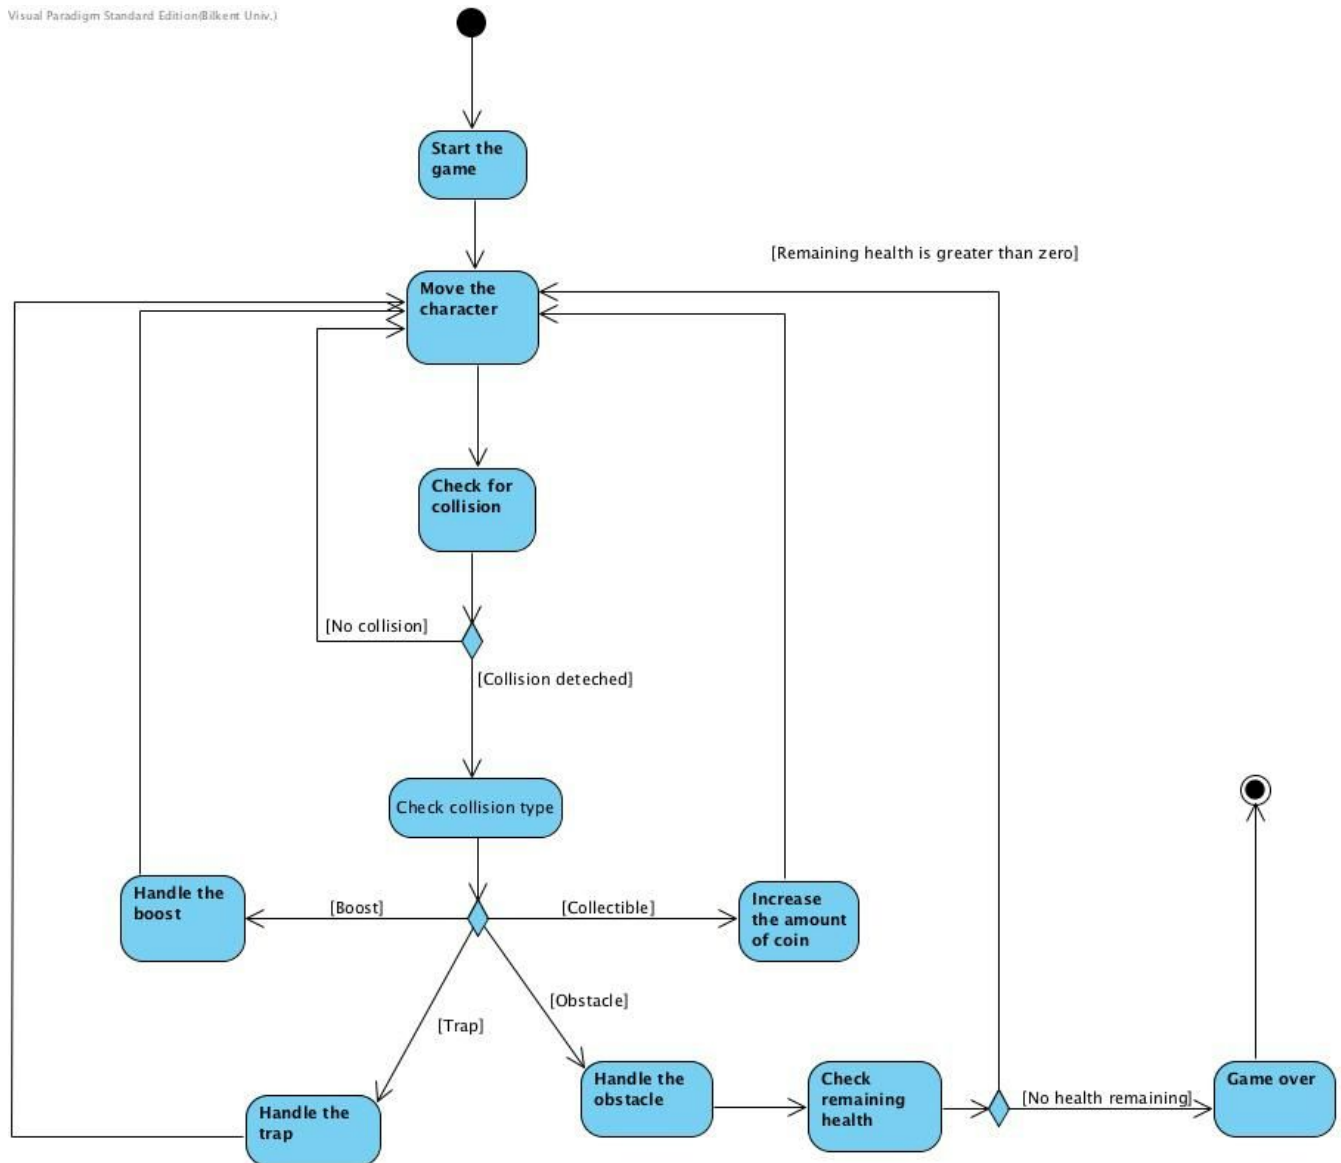 Visual Paradigm Standard Edition(Bilkent Univ.)
Start the
game
[Remaining health is greater than zero]
Move the
character
Check for
collision
[No collision]
[Collision deteched]
Check collision type
Handle the
boost
[Boost]
[Collectible]
Increase
the amount
of coin
[Obstacle]
[Trap]
Handle the
trap
Handle the
obstacle
Check
remaining
health
[No health remaining]
Game over